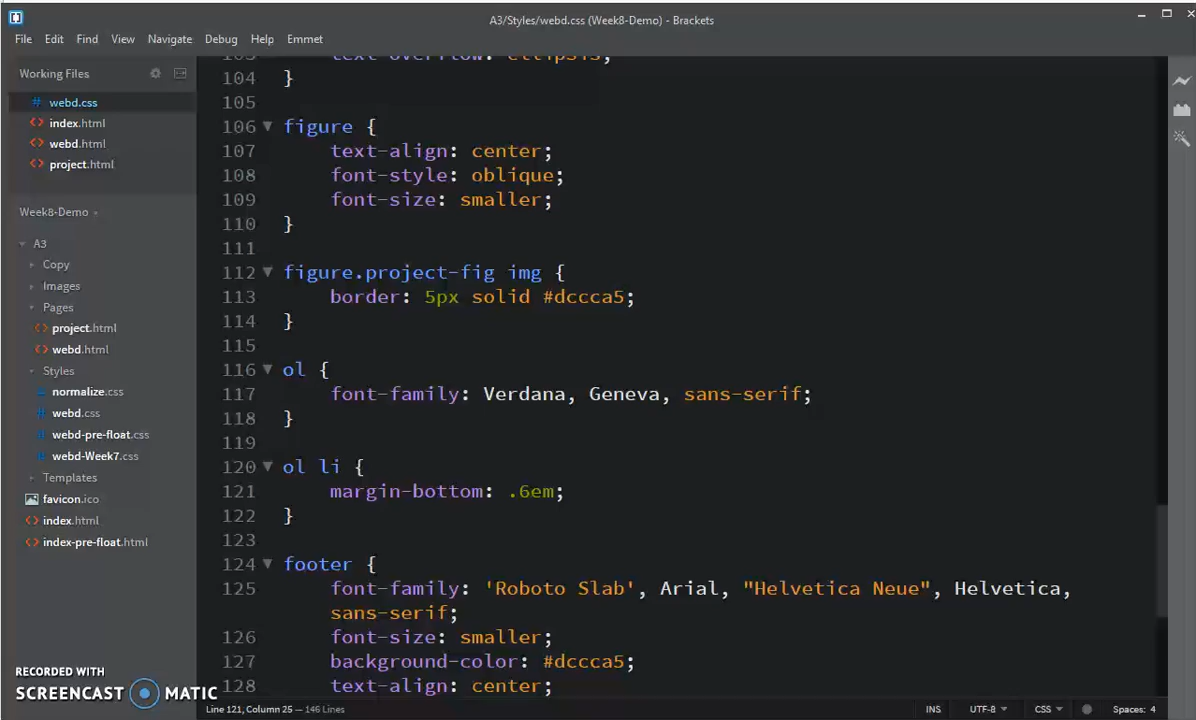 A3/Styles/webd.css (Week8-Demo) - Brackets
File Edit Find View Navigate Debug Help Emmet
Working Files
webd.css
index.html
webd.html
project.html
Week8-Demo
A3
Copy
Images
Pages
project.html
webd.html
Styles
normalize.css
webd.css
webd-pre-float.css
webd-Week7.css
Templates
favicon.ico
index.html
index-pre-float.html
RECORDED WITH
SCREENCAST MATIC
103 text-overflow: ellipsis;
104 }
105
106 figure {
107 text-align: center;
108 font-style: oblique;
109 font-size: smaller;
110 }
111
112 figure.project-fig img {
113 border: 5px solid #dccca5;
114 }
115
116 ol {
117 font-family: Verdana, Geneva, sans-serif;
118 }
119
120 ol li {
121 margin-bottom: .6em;
122 }
123
124 footer {
125 font-family: 'Roboto Slab', Arial, "Helvetica Neue", Helvetica,
sans-serif;
126 font-size: smaller;
127 background-color: #dccca5;
128 text-align: center;
Line 121, Column 25 — 146 Lines
INS UTF-8 CSS Spaces: 4